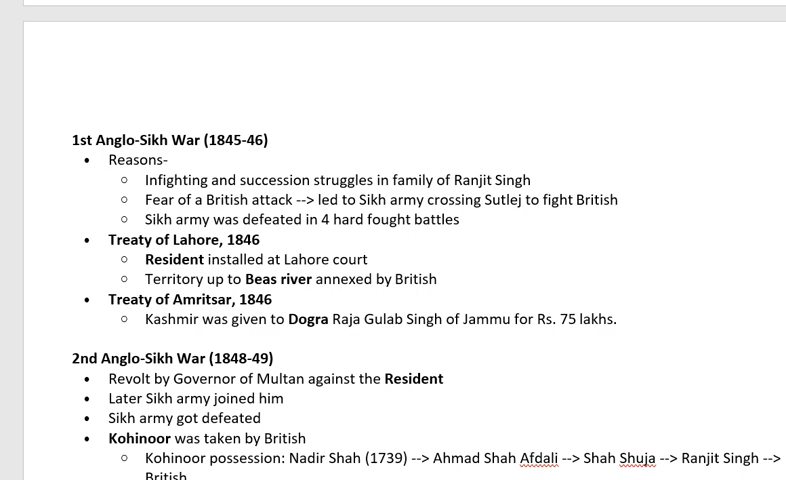 1st Anglo-Sikh War (1845-46)
• Reasons-
○ Infighting and succession struggles in family of Ranjit Singh
○ Fear of a British attack --> led to Sikh army crossing Sutlej to fight British
○ Sikh army was defeated in 4 hard fought battles
• Treaty of Lahore, 1846
○ Resident installed at Lahore court
○ Territory up to Beas river annexed by British
• Treaty of Amritsar, 1846
○ Kashmir was given to Dogra Raja Gulab Singh of Jammu for Rs. 75 lakhs.
2nd Anglo-Sikh War (1848-49)
• Revolt by Governor of Multan against the Resident
• Later Sikh army joined him
• Sikh army got defeated
• Kohinoor was taken by British
○ Kohinoor possession: Nadir Shah (1739) --> Ahmad Shah Afdali --> Shah Shuja --> Ranjit Singh -->
British